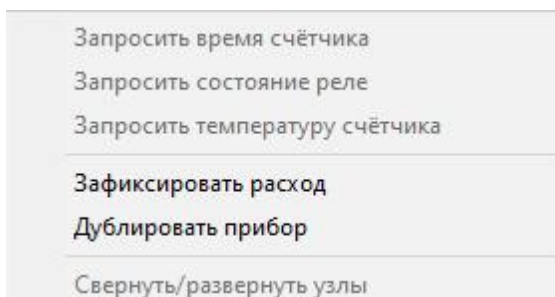 Запросить время счётчика
Запросить состояние реле
Запросить температуру счётчика
Зафиксировать расход
Дублировать прибор
Свернуть/развернуть узлы